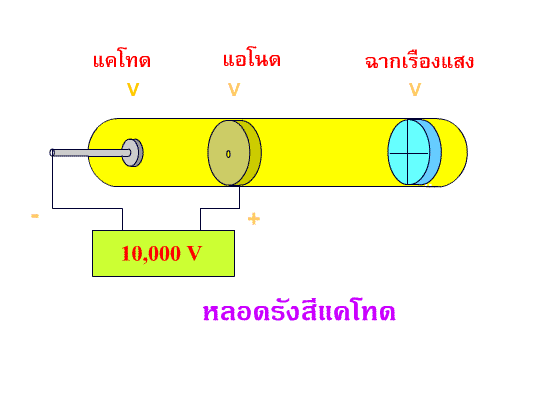 แคโทด แอโนด ฉากเรืองแสง
V V V
- +
10,000 V
หลอดรังสีแคโทด